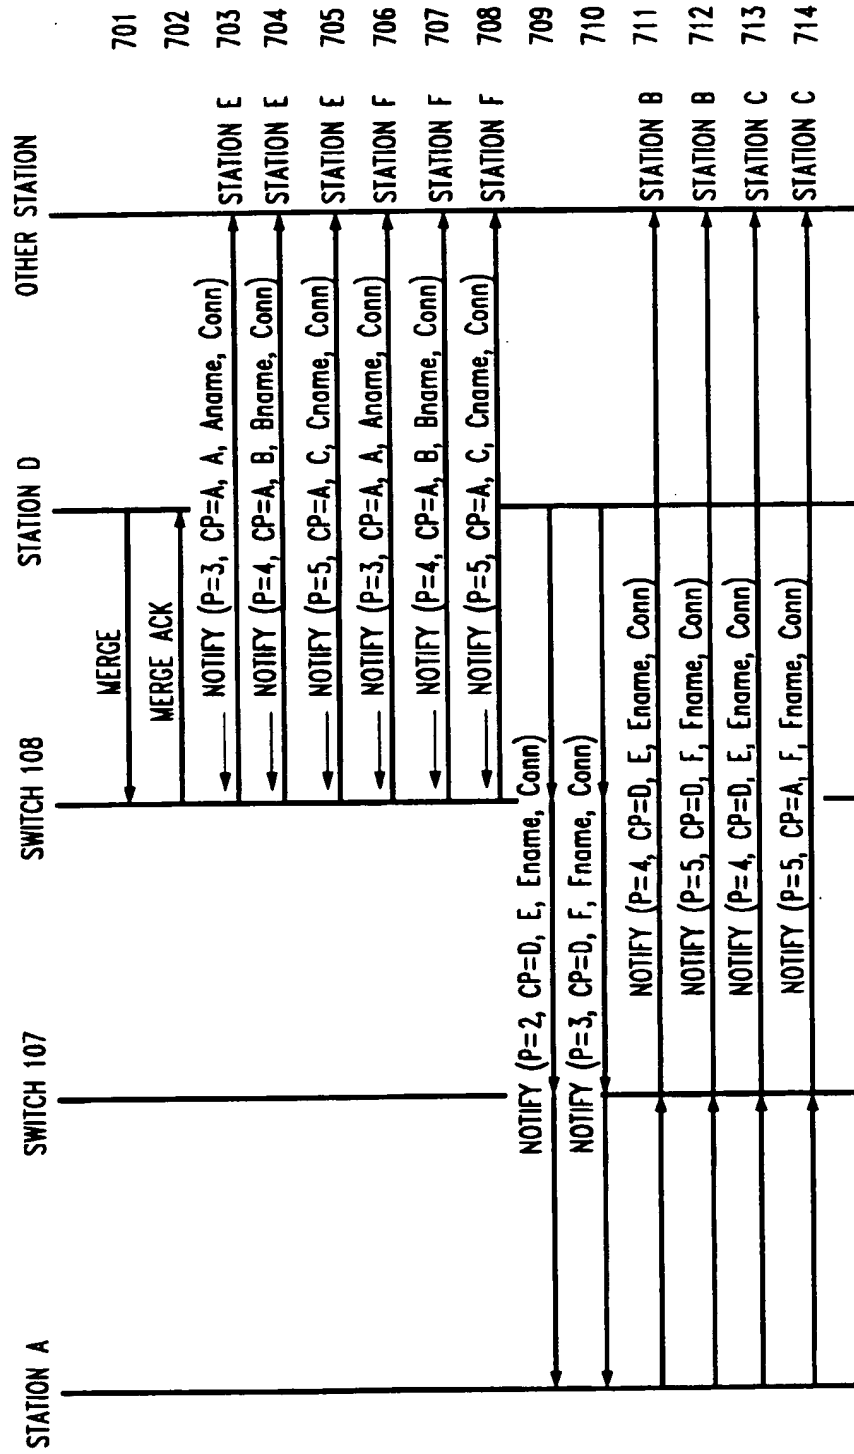 STATION A
SWITCH 107
SWITCH 108
STATION D
OTHER STATION
MERGE
701
MERGE ACK
702
NOTIFY (P=3, CP=A, A, Aname, Conn)
STATION E
703
NOTIFY (P=4, CP=A, B, Bname, Conn)
STATION E
704
NOTIFY (P=5, CP=A, C, Cname, Conn)
STATION E
705
NOTIFY (P=3, CP=A, A, Aname, Conn)
STATION F
706
NOTIFY (P=4, CP=A, B, Bname, Conn)
STATION F
707
NOTIFY (P=5, CP=A, C, Cname, Conn)
STATION F
708
NOTIFY (P=2, CP=D, E, Ename, Conn)
709
NOTIFY (P=3, CP=D, F, Fname, Conn)
710
NOTIFY (P=4, CP=D, E, Ename, Conn)
STATION B
711
NOTIFY (P=5, CP=D, F, Fname, Conn)
STATION B
712
NOTIFY (P=4, CP=D, E, Ename, Conn)
STATION C
713
NOTIFY (P=5, CP=A, F, Fname, Conn)
STATION C
714